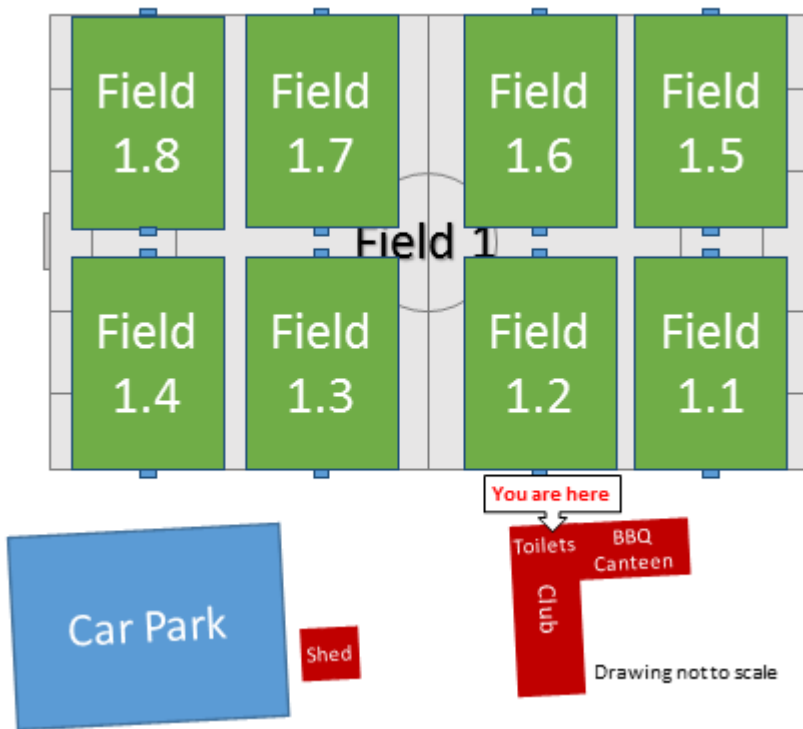 Field
1.8
Field
1.7
Field
1.6
Field
1.5
Field 1
Field
1.4
Field
1.3
Field
1.2
Field
1.1
You are here
Toilets
BBQ
Canteen
Club
Car Park
Shed
Drawing not to scale